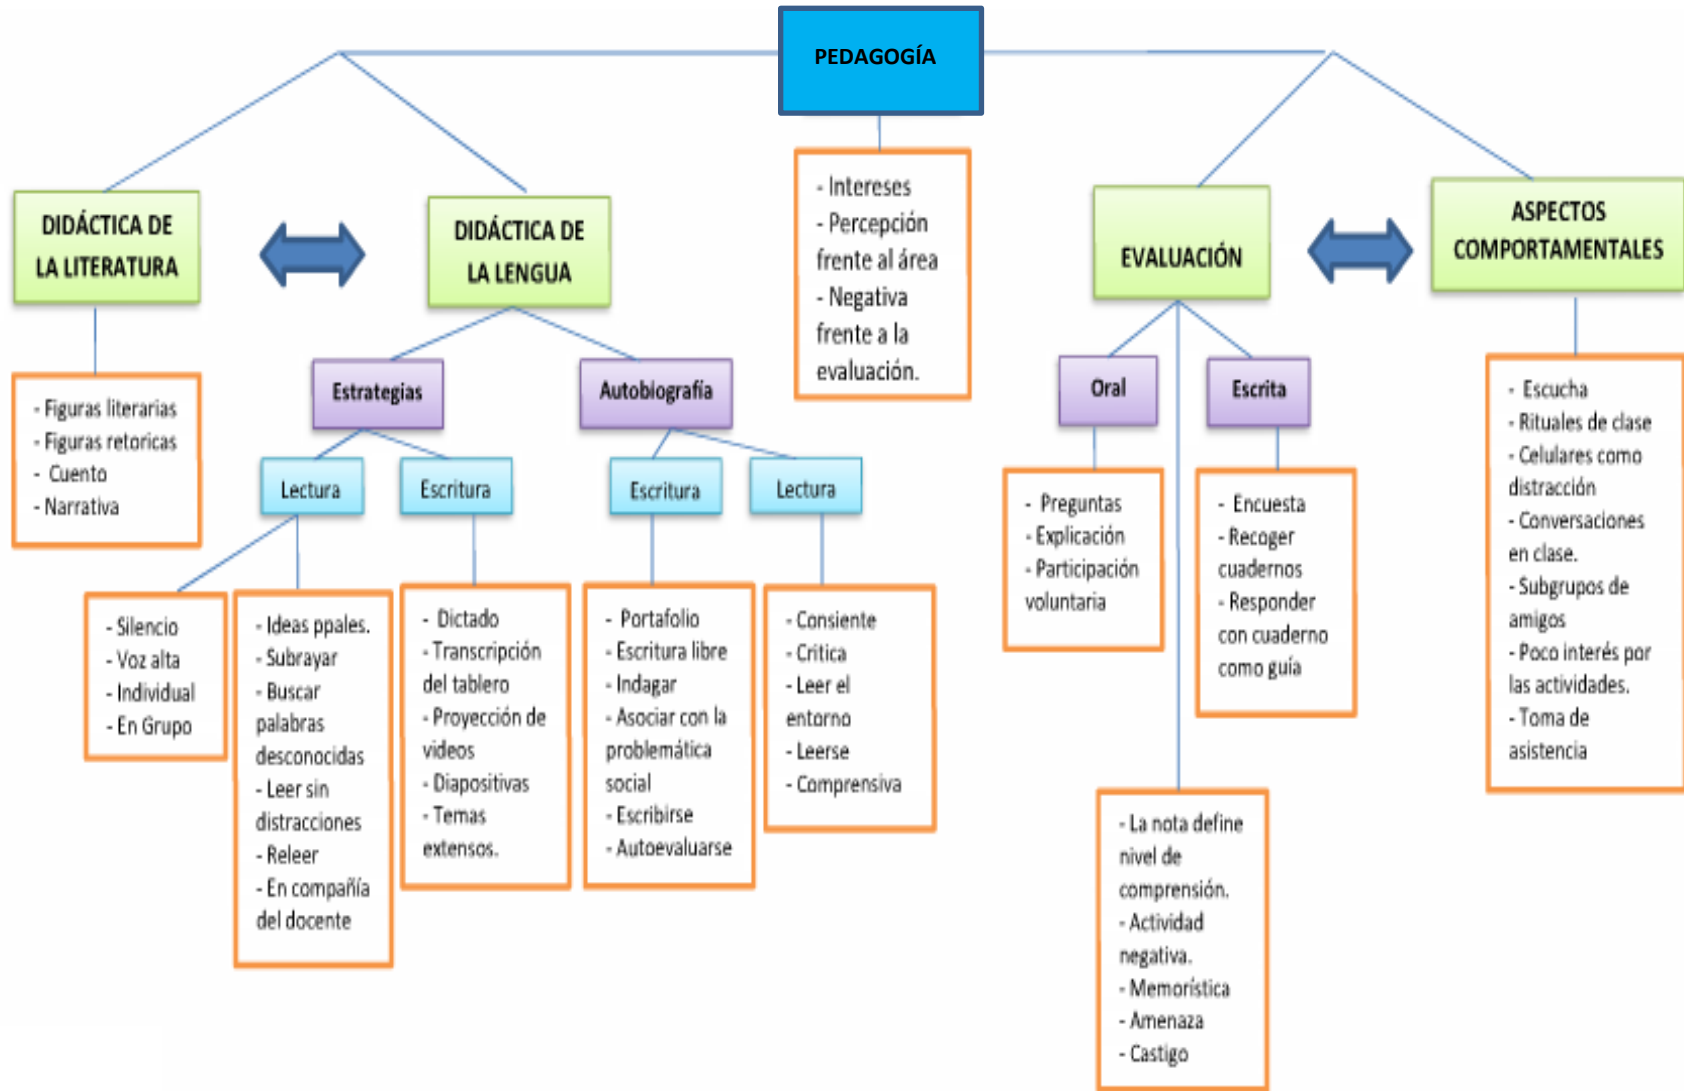 PEDAGOGÍA
DIDÁCTICA DE
LA LITERATURA
- Figuras literarias
- Figuras retoricas
- Cuento
- Narrativa
DIDÁCTICA DE
LA LENGUA
Estrategias
Lectura
- Silencio
- Voz alta
- Individual
- En Grupo
- Ideas ppales.
- Subrayar
- Buscar
palabras
desconocidas
- Leer sin
distracciones
- Releer
- En compañía
del docente
Escritura
- Dictado
- Transcripción
del tablero
- Proyección de
videos
- Diapositivas
- Temas
extensos.
Autobiografía
Escritura
- Portafolio
- Escritura libre
- Indagar
- Asociar con la
problemática
social
- Escribirse
- Autoevaluarse
Lectura
- Consiente
- Critica
- Leer el
entorno
- Leerse
- Comprensiva
- Intereses
- Percepción
frente al área
- Negativa
frente a la
evaluación.
EVALUACIÓN
Oral
- Preguntas
- Explicación
- Participación
voluntaria
Escrita
- Encuesta
- Recoger
cuadernos
- Responder
con cuaderno
como guía
- La nota define
nivel de
comprensión.
- Actividad
negativa.
- Memorística
- Amenaza
- Castigo
ASPECTOS
COMPORTAMENTALES
- Escucha
- Rituales de clase
- Celulares como
distracción
- Conversaciones
en clase.
- Subgrupos de
amigos
- Poco interés por
las actividades.
- Toma de
asistencia